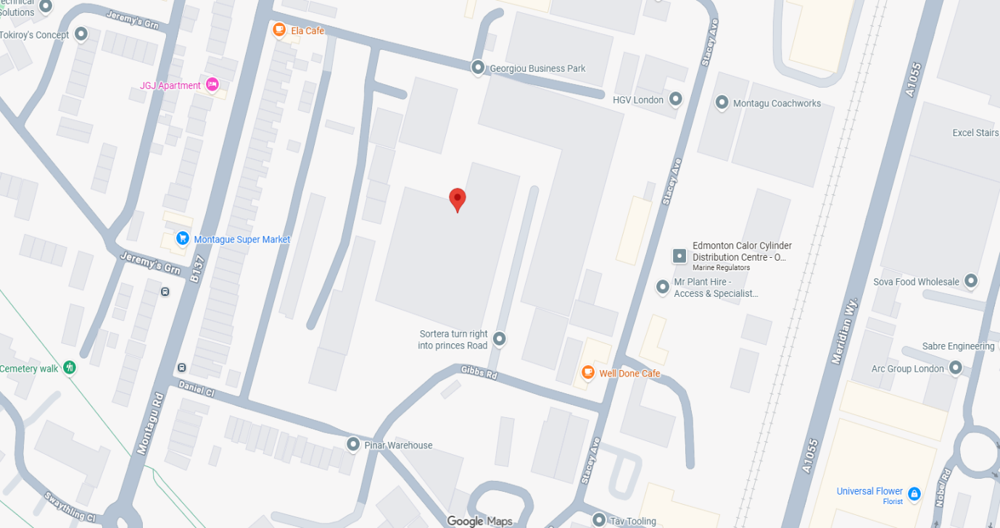 echnical
Solutions
Jeremy's Grn
Tokiroy's Concept
Ela Cafe
JGJ Apartment
Georgiou Business Park
Stacey Ave
HGV London
Montagu Coachworks
A1055
Excel Stairs
Stacey Ave
Montague Super Market
Jeremy's Grn
B137
Edmonton Calor Cylinder
Distribution Centre - O...
Marine Regulators
Mr Plant Hire -
Access & Specialist...
Sova Food Wholesale
Meridian Wy.
Sortera turn right
into princes Road
Sabre Engineering
Cemetery walk
Gibbs Rd
Well Done Cafe
Arc Group London
Daniel Cl
Montagu Rd
Pinar Warehouse
Stacey Ave
A1055
Swaythling Cl
Universal Flower
Florist
Nobel Rd
Google Maps
Tav Tooling